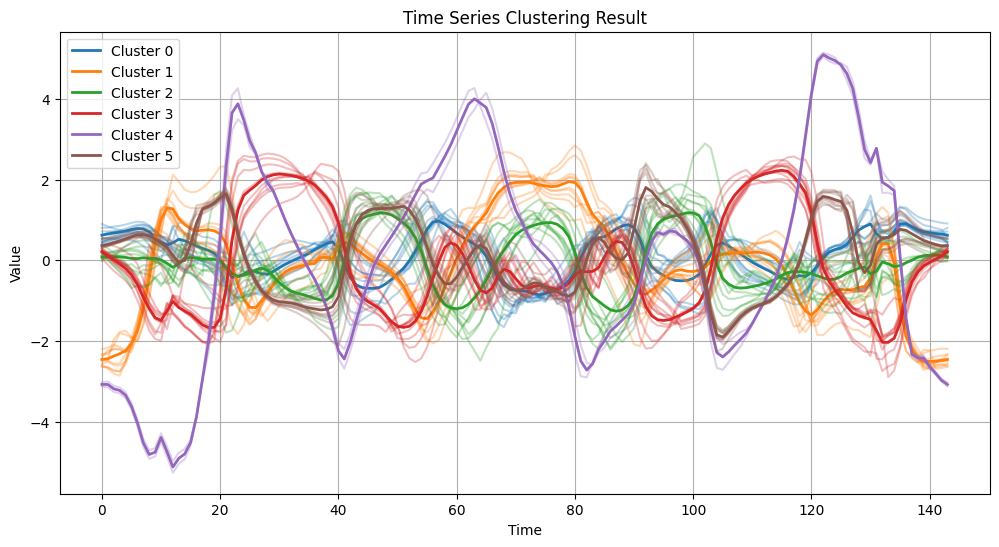 Time Series Clustering Result
Cluster 0
Cluster 1
Cluster 2
Cluster 3
Cluster 4
Cluster 5
Value
4
2
0
−2
−4
0 20 40 60 80 100 120 140
Time